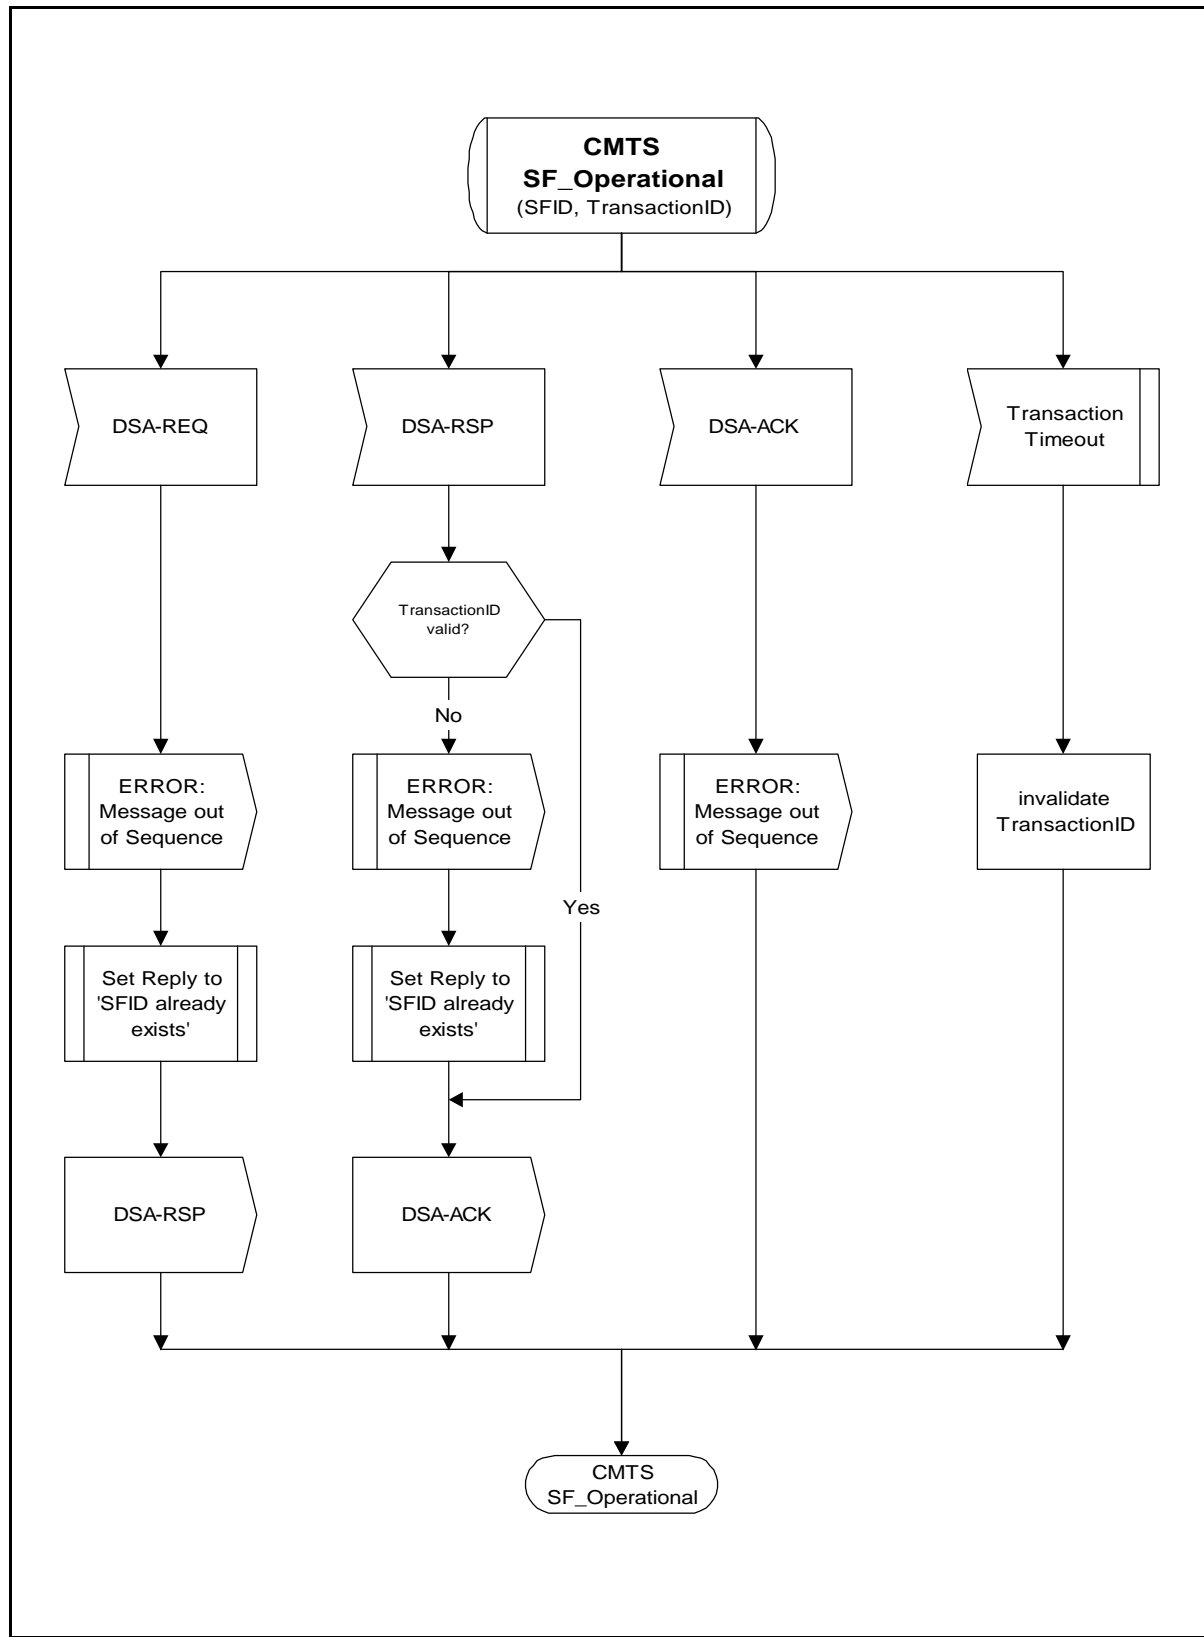 CMTS
SF_Operational
(SFID, TransactionID)
DSA-REQ
DSA-RSP
DSA-ACK
Transaction
Timeout
TransactionID
valid?
No
ERROR:
Message out
of Sequence
ERROR:
Message out
of Sequence
ERROR:
Message out
of Sequence
invalidate
TransactionID
Yes
Set Reply to
'SFID already
exists'
Set Reply to
'SFID already
exists'
DSA-RSP
DSA-ACK
CMTS
SF_Operational